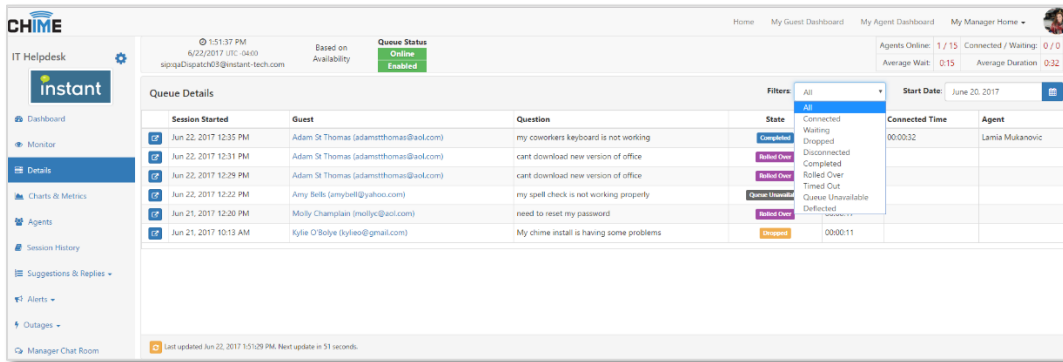 CHIME
Home My Guest Dashboard My Agent Dashboard My Manager Home
IT Helpdesk
1:51:37 PM
6/22/2017 UTC -04:00
sip:qaDispatch03@instant-tech.com
Based on
Availability
Queue Status
Online
Enabled
Agents Online: 1 / 15 Connected / Waiting: 0 / 0
Average Wait: 0:15 Average Duration 0:32
instant
Dashboard
Monitor
Details
Charts & Metrics
Agents
Session History
Suggestions & Replies
Alerts
Outages
Manager Chat Room
Queue Details
Filters: All
Start Date: June 20, 2017
All
Connected
Waiting
Dropped
Disconnected
Completed
Rolled Over
Timed Out
Queue Unavailable
Deflected
Session Started Guest Question State Connected Time Agent
Jun 22, 2017 12:35 PM Adam St Thomas (adamstthomas@aol.com) my coworkers keyboard is not working Completed 00:00:32 Lamia Mukanovic
Jun 22, 2017 12:31 PM Adam St Thomas (adamstthomas@aol.com) cant download new version of office Rolled Over
Jun 22, 2017 12:29 PM Adam St Thomas (adamstthomas@aol.com) cant download new version of office Rolled Over
Jun 22, 2017 12:22 PM Amy Bells (amybell@yahoo.com) my spell check is not working properly Queue Unavailable
Jun 21, 2017 12:20 PM Molly Champlain (mollyc@aol.com) need to reset my password Rolled Over
Jun 21, 2017 10:13 AM Kylie O'Bolye (kylieo@gmail.com) My chime install is having some problems Dropped 00:00:11
Last updated Jun 22, 2017 1:51:29 PM. Next update in 51 seconds.